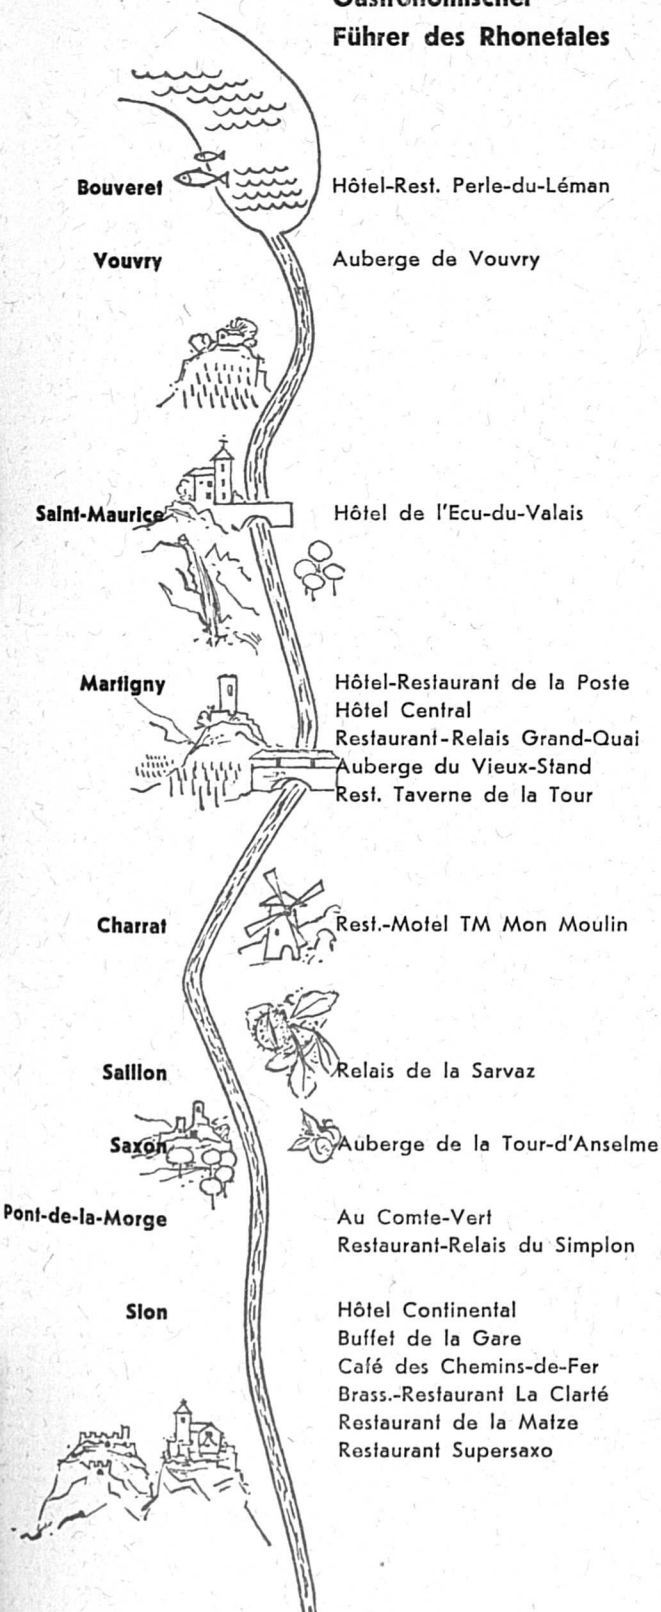 Gastronomischer
Führer des Rhonetales
Bouveret Hôtel-Rest. Perle-du-Léman
Vouvry Auberge de Vouvry
Saint-Maurice Hôtel de l'Ecu-du-Valais
Martigny Hôtel-Restaurant de la Poste
Hôtel Central
Restaurant-Relais Grand-Quai
Auberge du Vieux-Stand
Rest. Taverne de la Tour
Charrat Rest.-Motel TM Mon Moulin
Saillon Relais de la Sarvaz
Saxon Auberge de la Tour-d'Anselme
Pont-de-la-Morge Au Comte-Vert
Restaurant-Relais du Simplon
Sion Hôtel Continental
Buffet de la Gare
Café des Chemins-de-Fer
Brass.-Restaurant La Clarté
Restaurant de la Matze
Restaurant Supersaxo